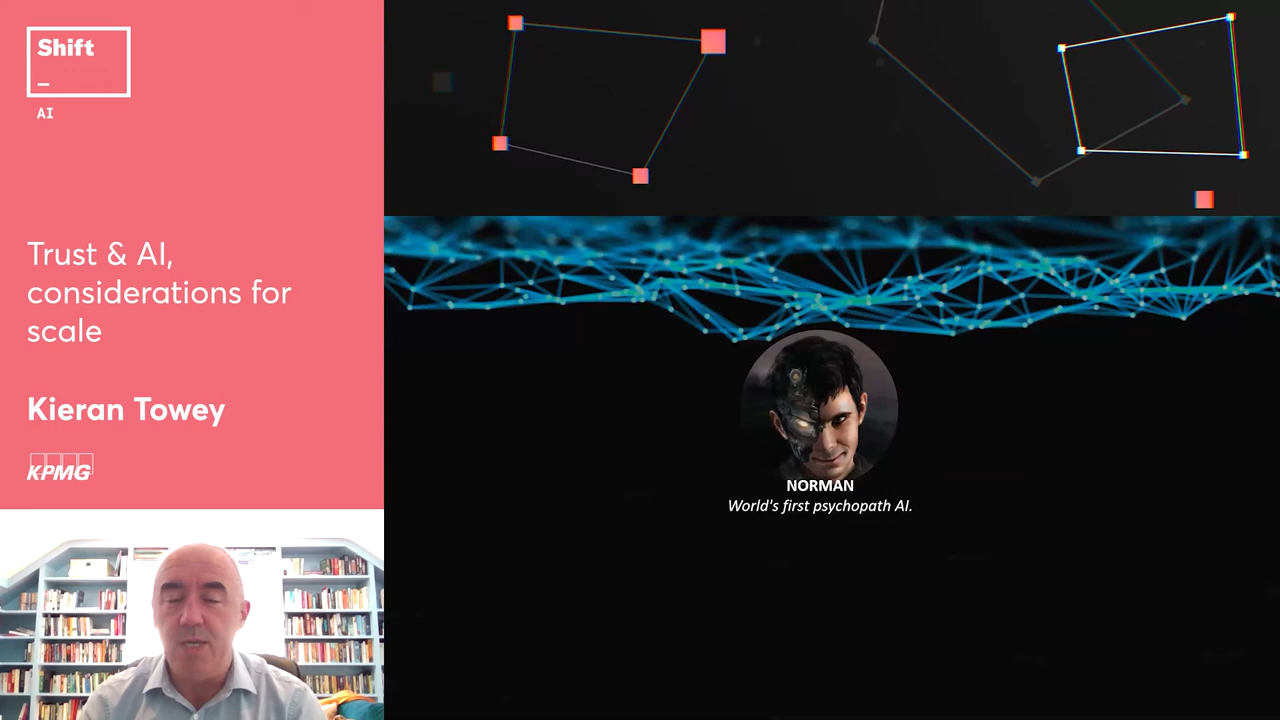 Shift
_
AI
Trust & AI,
considerations for
scale
Kieran Towey
KPMG
NORMAN
World's first psychopath AI.